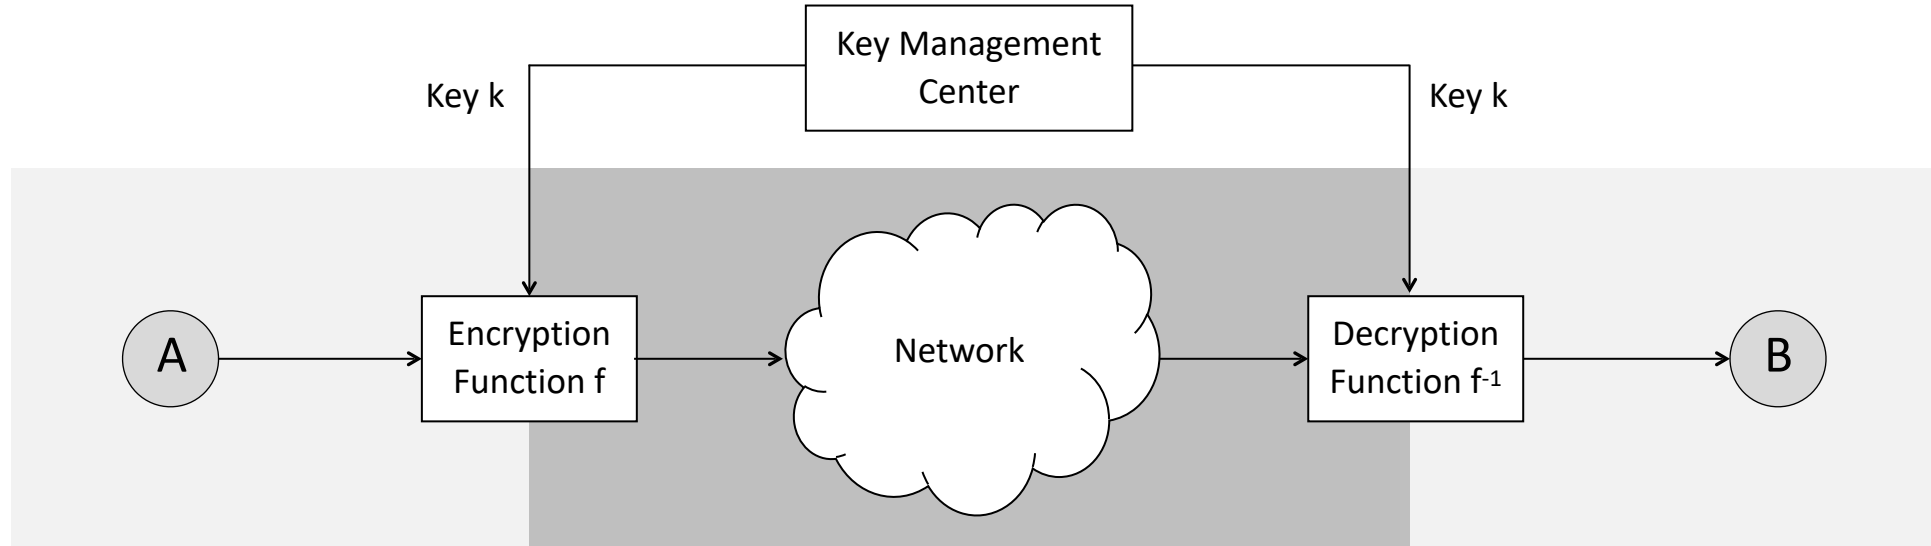 Key Management
Center
Key k
Key k
A
Encryption
Function f
Network
Decryption
Function f⁻¹
B